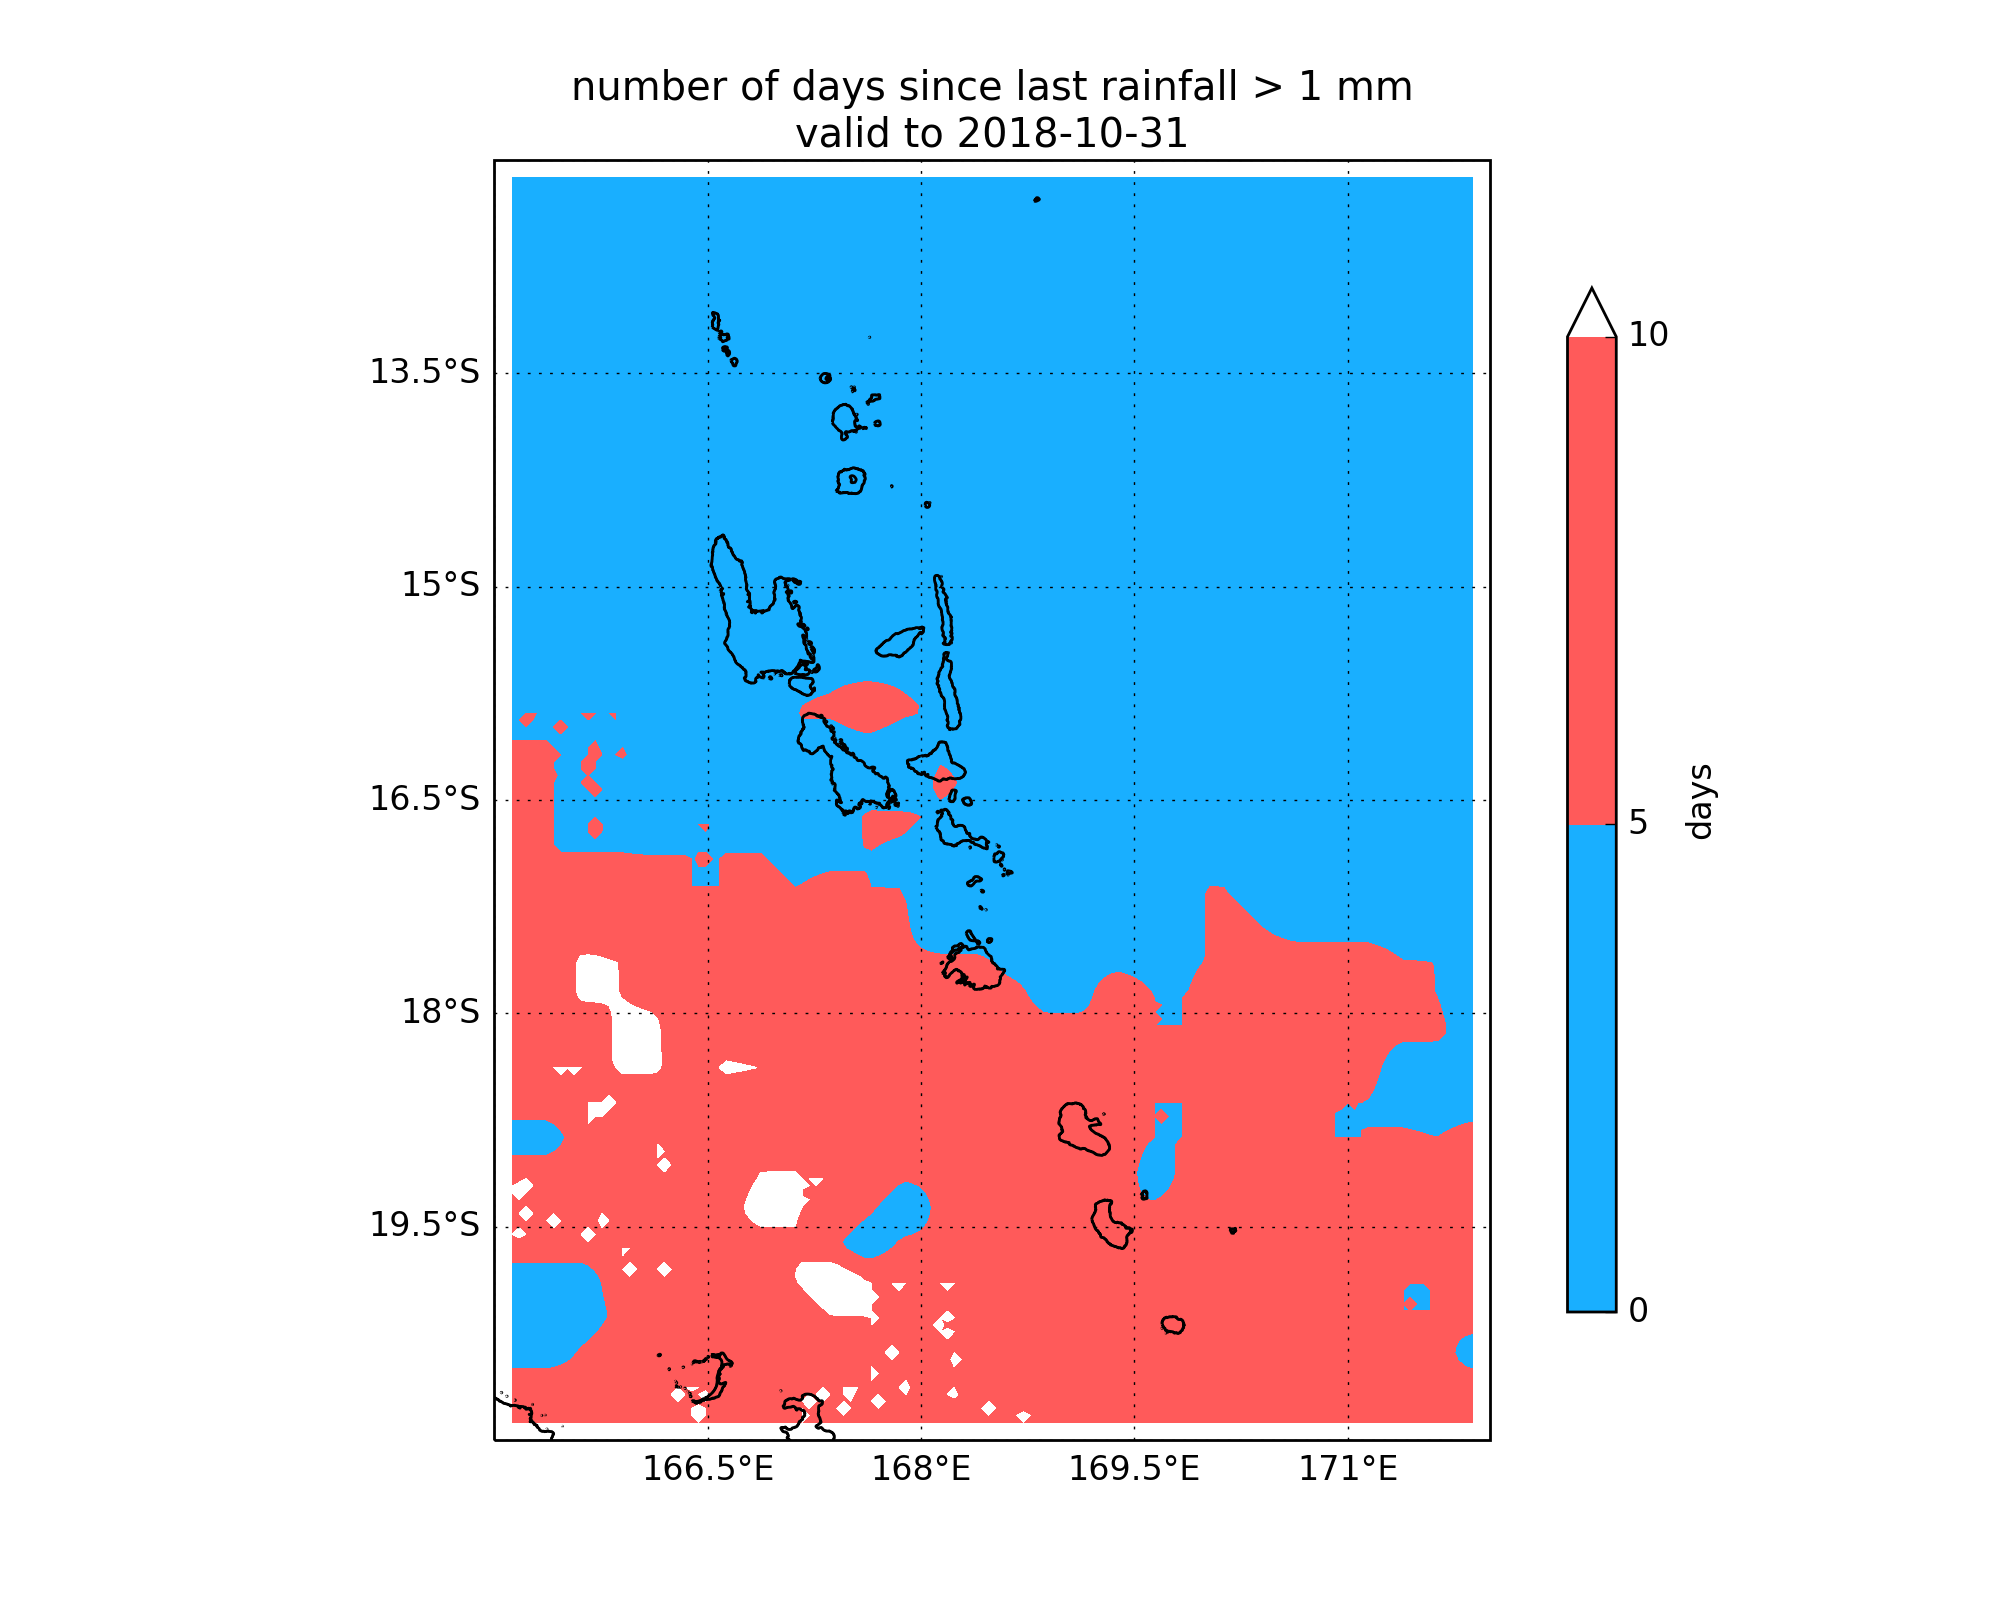 number of days since last rainfall > 1 mm
valid to 2018-10-31
13.5°S
15°S
16.5°S
18°S
19.5°S
166.5°E
168°E
169.5°E
171°E
10
5
0
days